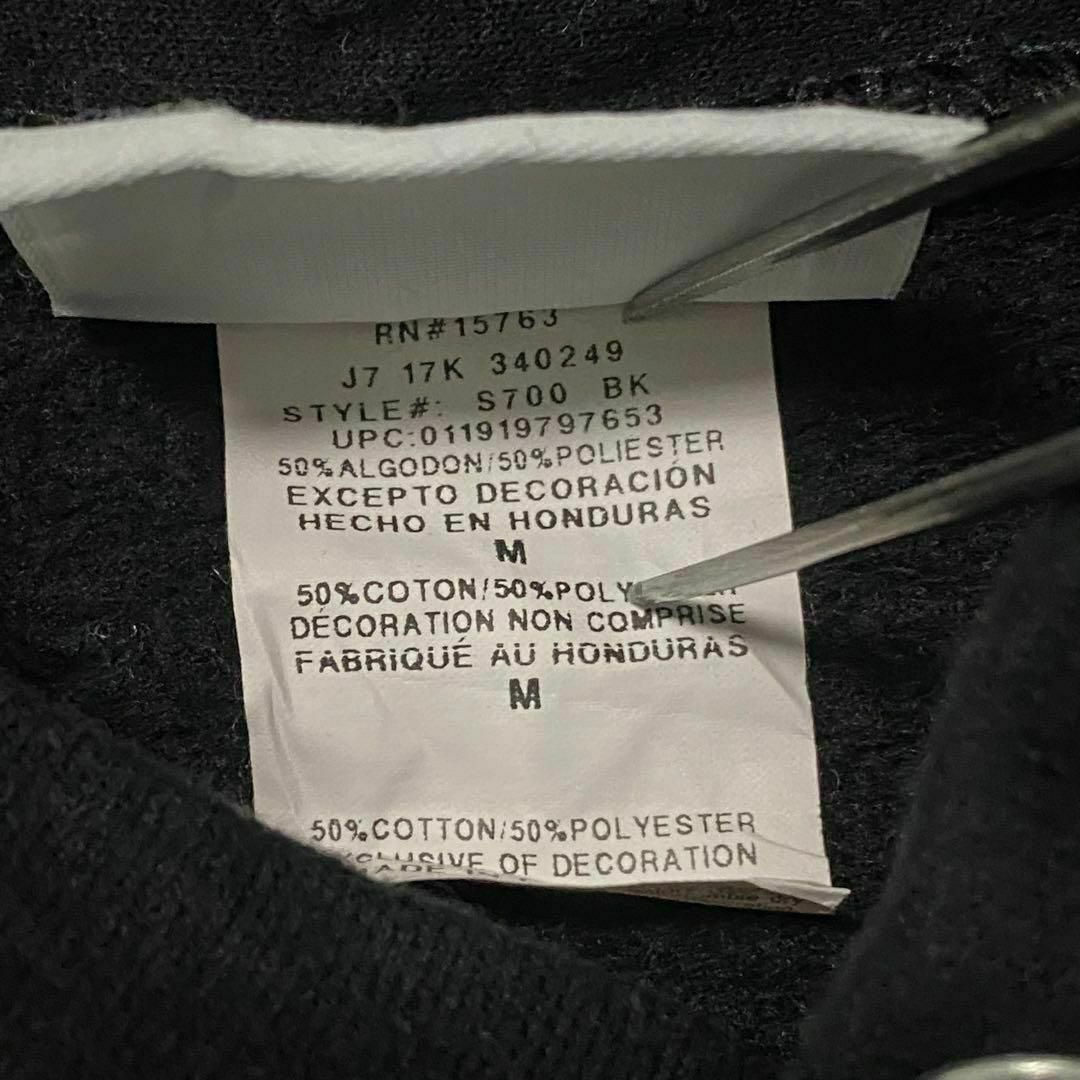 RN#15763
J7 17K 340249
STYLE#: S700 BK
UPC:011919797653
50%ALGODON/50%POLIESTER
EXCEPTO DECORACIÓN
HECHO EN HONDURAS
M
50%COTON/50%POLY
DÉCORATION NON COMPRISE
FABRIQUÉ AU HONDURAS
M
50%COTTON/50%POLYESTER
OF DECORATION